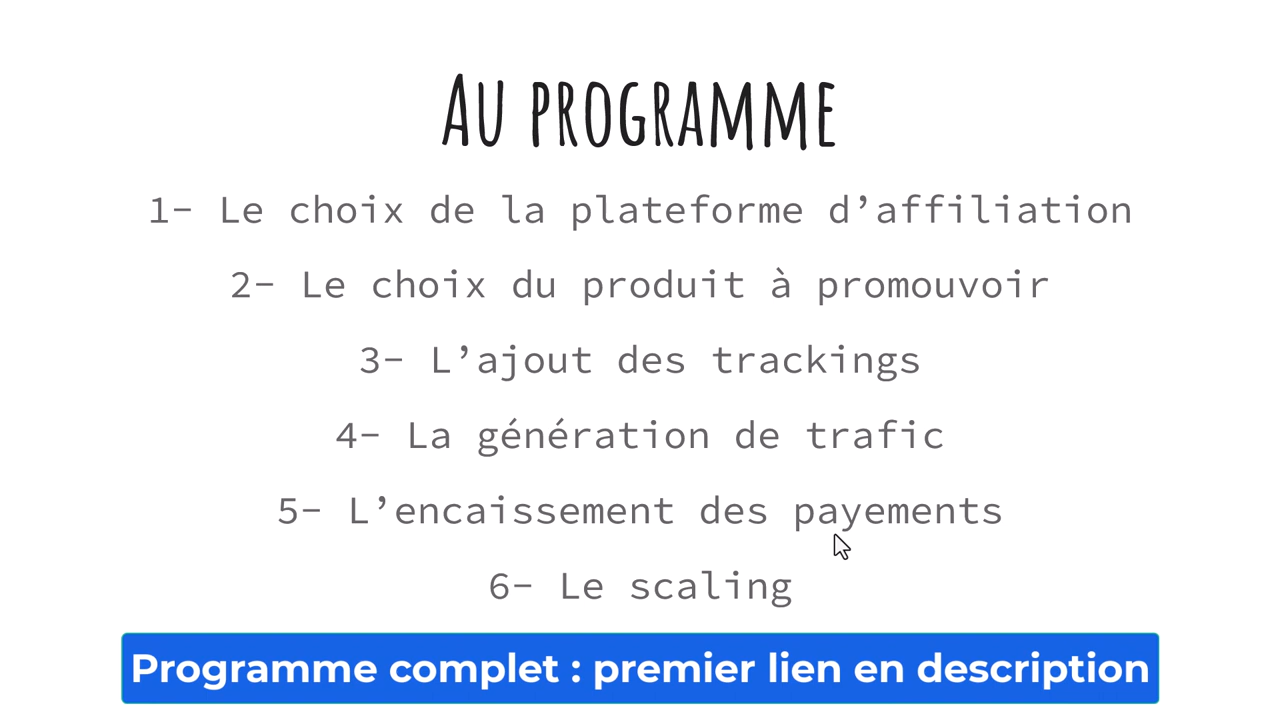 Au programme
1- Le choix de la plateforme d’affiliation
2- Le choix du produit à promouvoir
3- L’ajout des trackings
4- La génération de trafic
5- L’encaissement des payements
6- Le scaling
Programme complet : premier lien en description